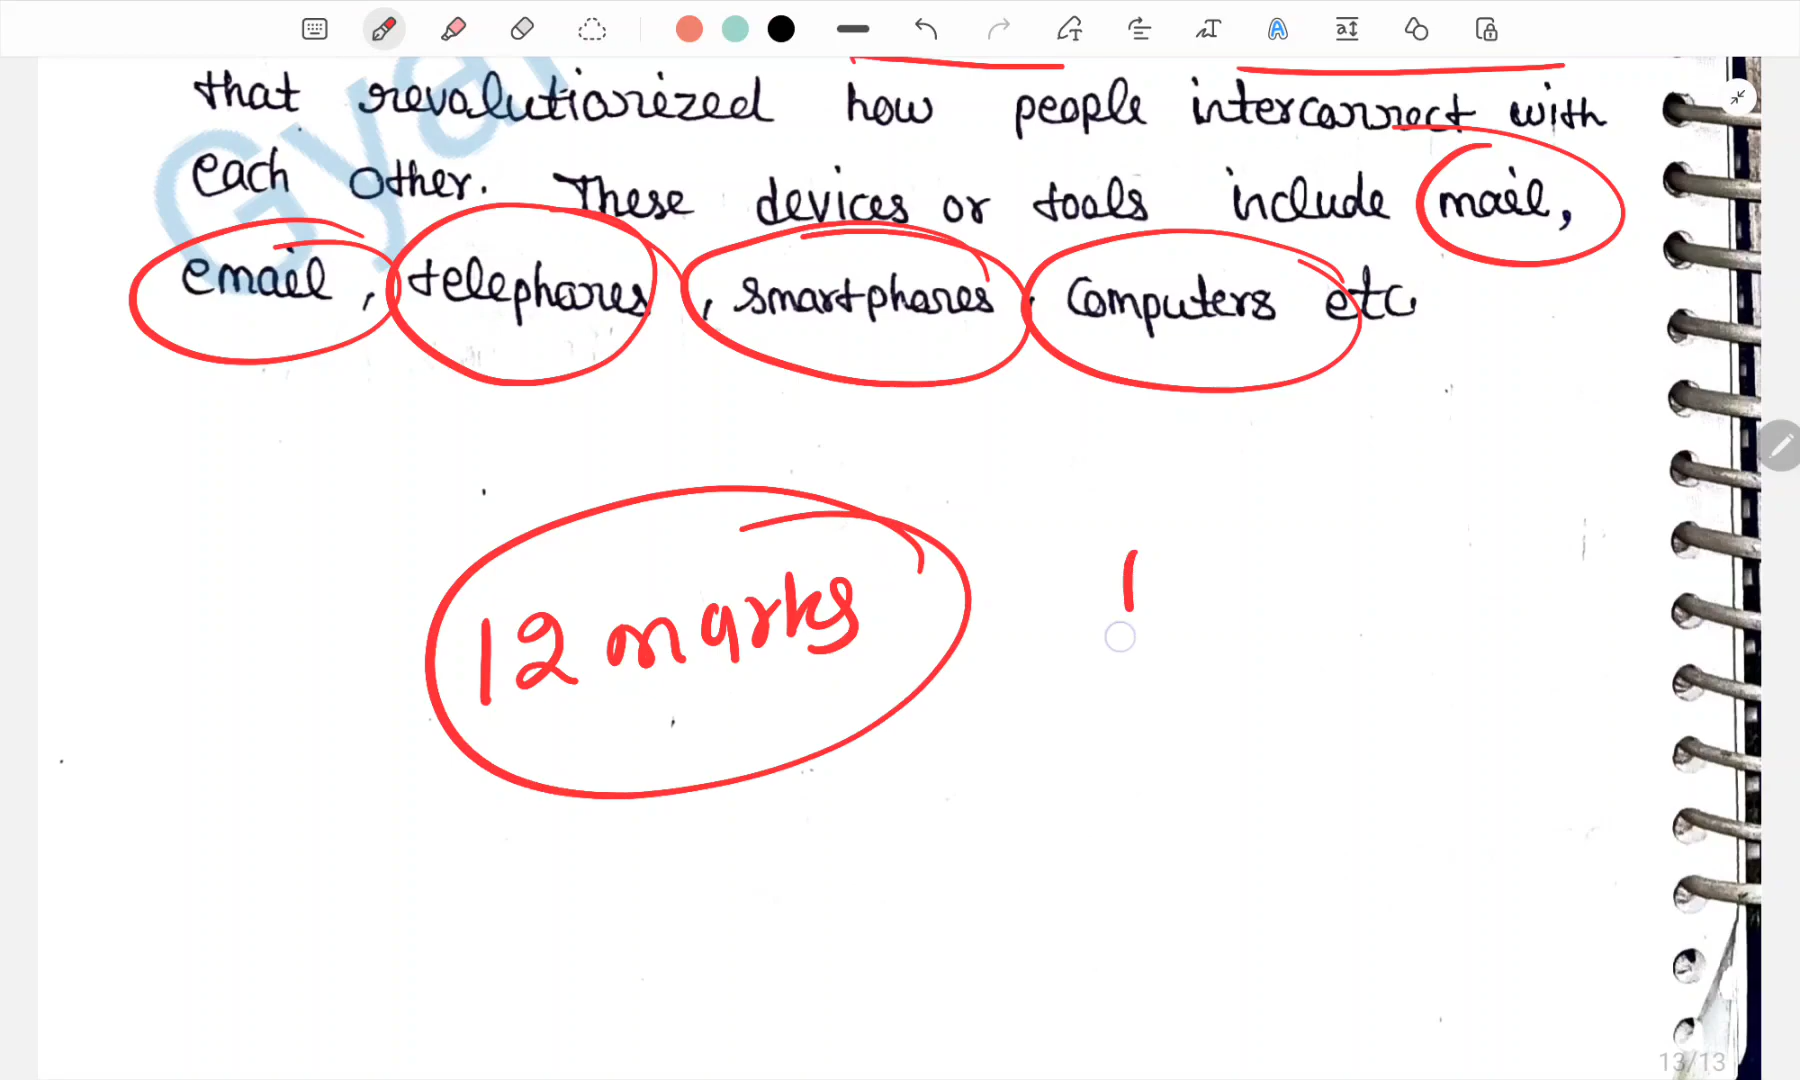 that revalutionized how people interconnect with
each other. These devices or tools include mail,
email, telephones, smartphones, Computers etc
12 marks
13/13